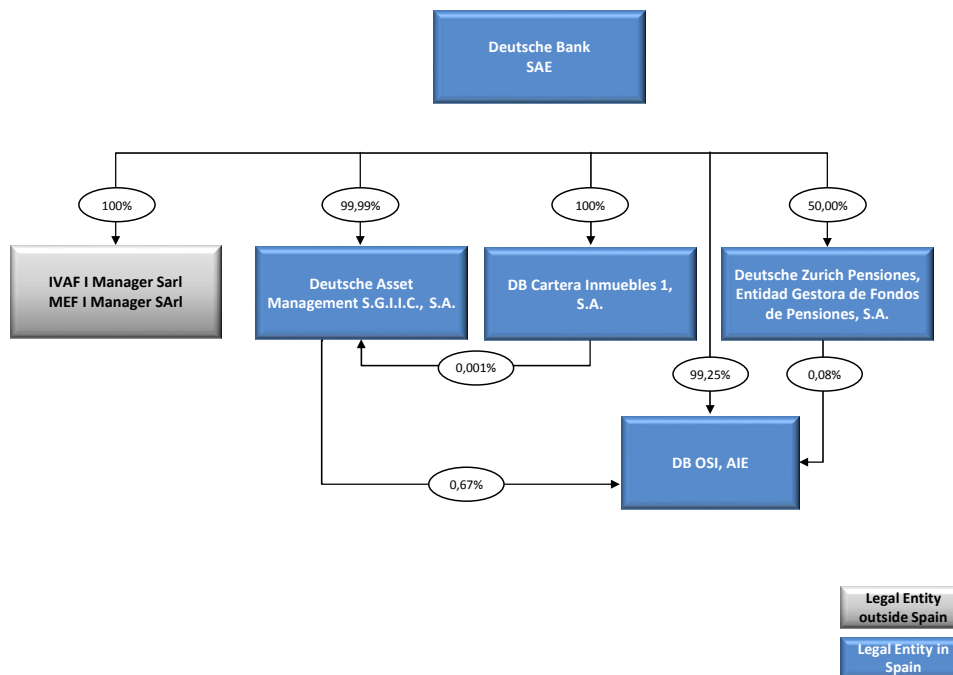 Deutsche Bank
SAE
100%
99,99%
100%
50,00%
IVAF I Manager Sarl
MEF I Manager SArl
Deutsche Asset
Management S.G.I.I.C., S.A.
DB Cartera Inmuebles 1,
S.A.
Deutsche Zurich Pensiones,
Entidad Gestora de Fondos
de Pensiones, S.A.
0,001%
99,25%
0,08%
DB OSI, AIE
0,67%
Legal Entity
outside Spain
Legal Entity in
Spain